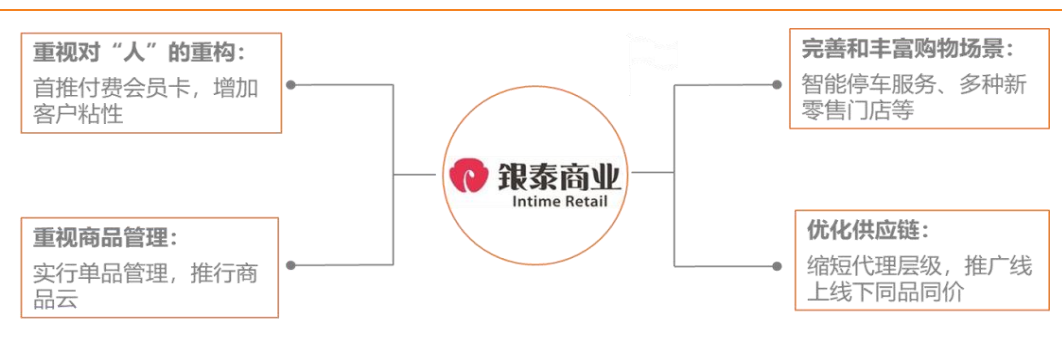 重视对“人”的重构：
首推付费会员卡，增加
客户粘性
重视商品管理：
实行单品管理，推行商
品云
銀泰商业
Intime Retail
完善和丰富购物场景：
智能停车服务、多种新
零售门店等
优化供应链：
缩短代理层级，推广线
上线下同品同价